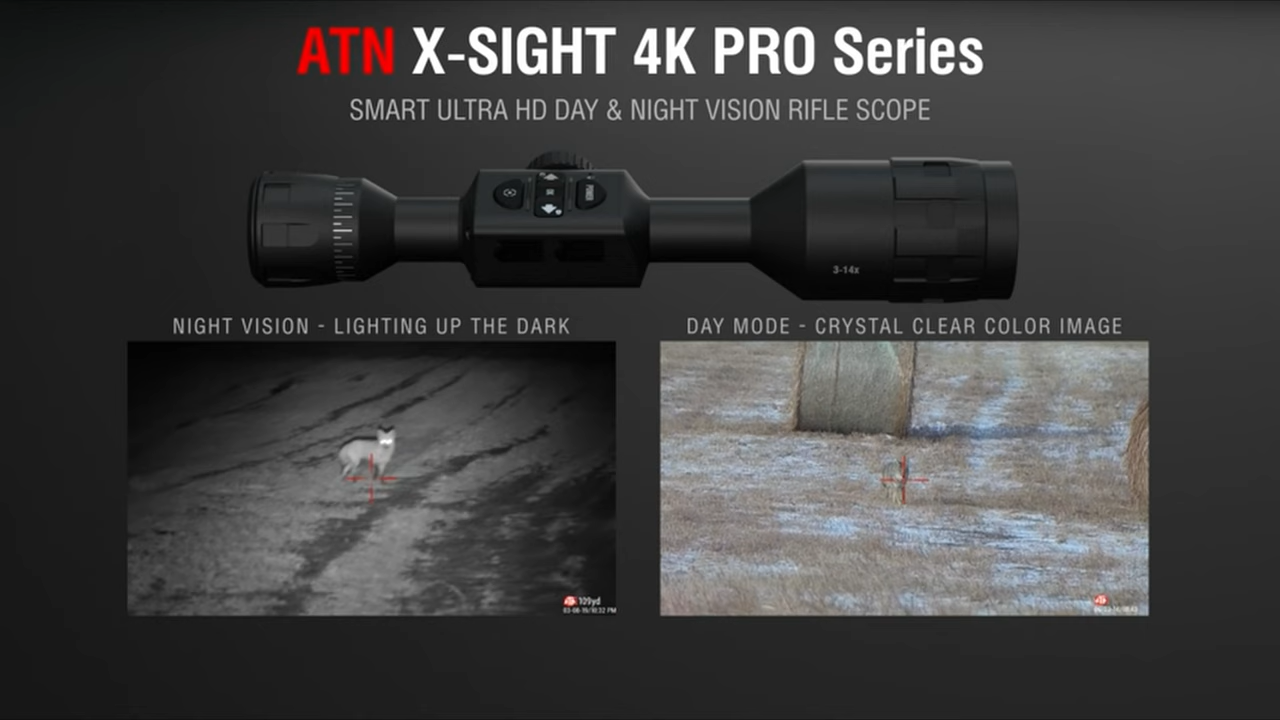 ATN X-SIGHT 4K PRO Series
SMART ULTRA HD DAY & NIGHT VISION RIFLE SCOPE
POWER
3-14x
NIGHT VISION - LIGHTING UP THE DARK
DAY MODE - CRYSTAL CLEAR COLOR IMAGE
109yd